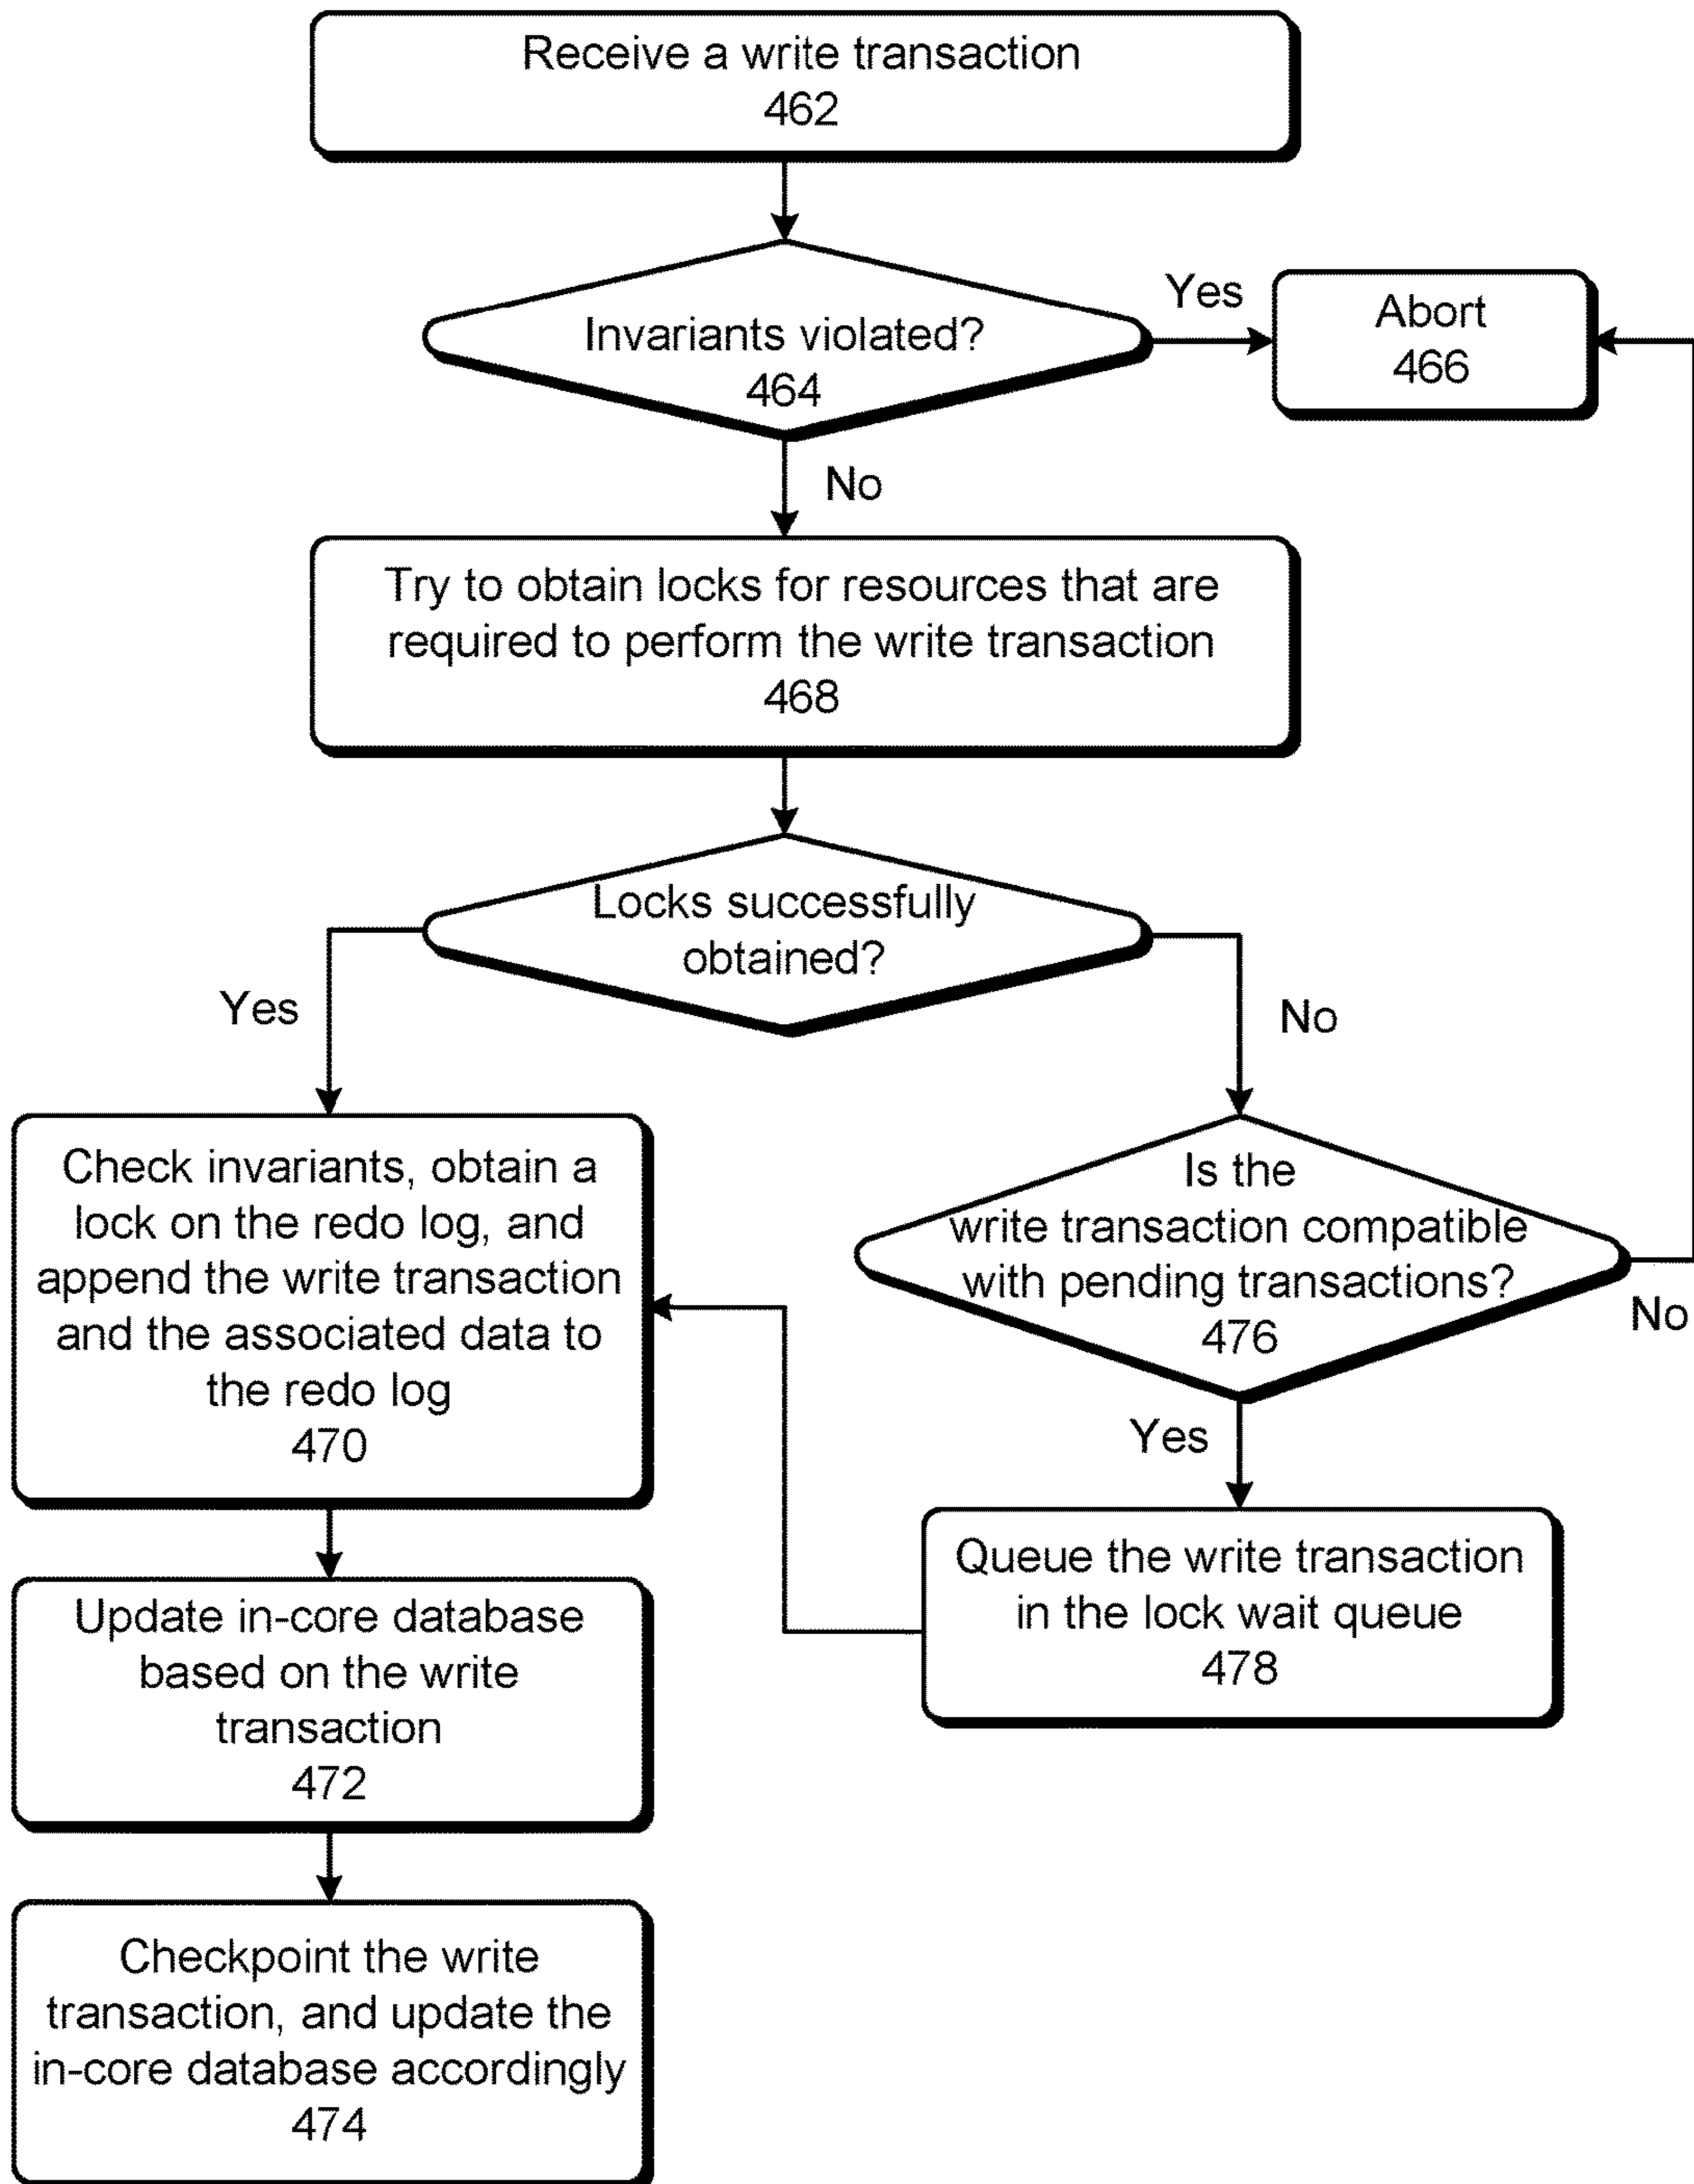 Receive a write transaction
462
Invariants violated?
464
Yes
Abort
466
No
Try to obtain locks for resources that are
required to perform the write transaction
468
Locks successfully
obtained?
Yes
No
Check invariants, obtain a
lock on the redo log, and
append the write transaction
and the associated data to
the redo log
470
Is the
write transaction compatible
with pending transactions?
476
No
Yes
Queue the write transaction
in the lock wait queue
478
Update in-core database
based on the write
transaction
472
Checkpoint the write
transaction, and update the
in-core database accordingly
474